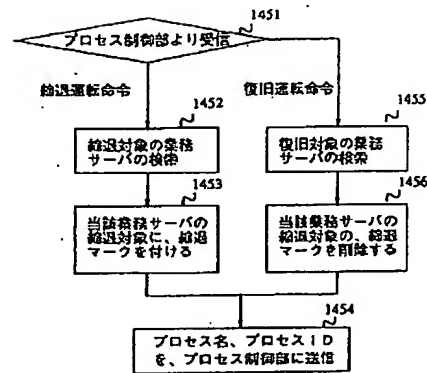 1451
プロセス制御部より受信
縮退運転命令
復旧運転命令
1452
縮退対象の業務
サーバの検索
1455
復旧対象の業務
サーバの検索
1453
当該業務サーバの
縮退対象に、縮退
マークを付ける
1456
当該業務サーバの
縮退対象の、縮退
マークを削除する
1454
プロセス名、プロセスID
を、プロセス制御部に送信